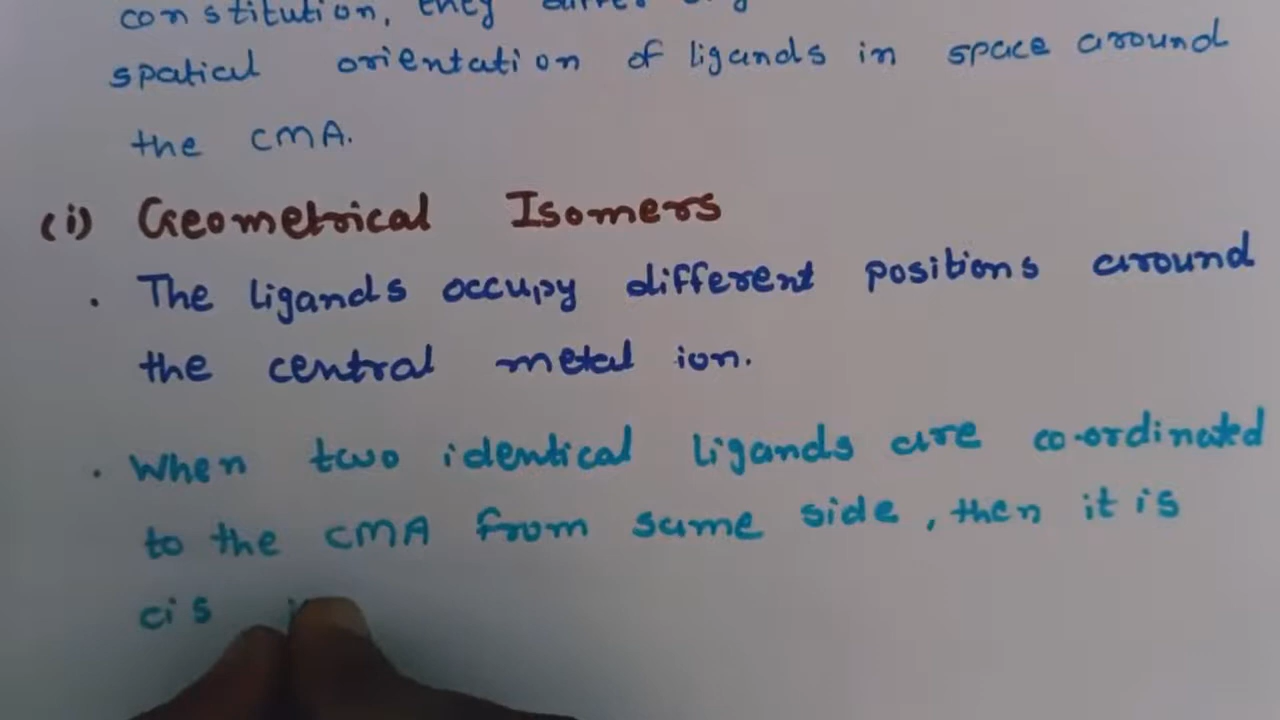 constitution, they
spatial orientation of ligands in space around
the CMA.
(i) Geometrical Isomers
. The ligands occupy different positions around
the central metal ion.
. When two identical ligands are co-ordinated
to the CMA from same side, then it is
cis